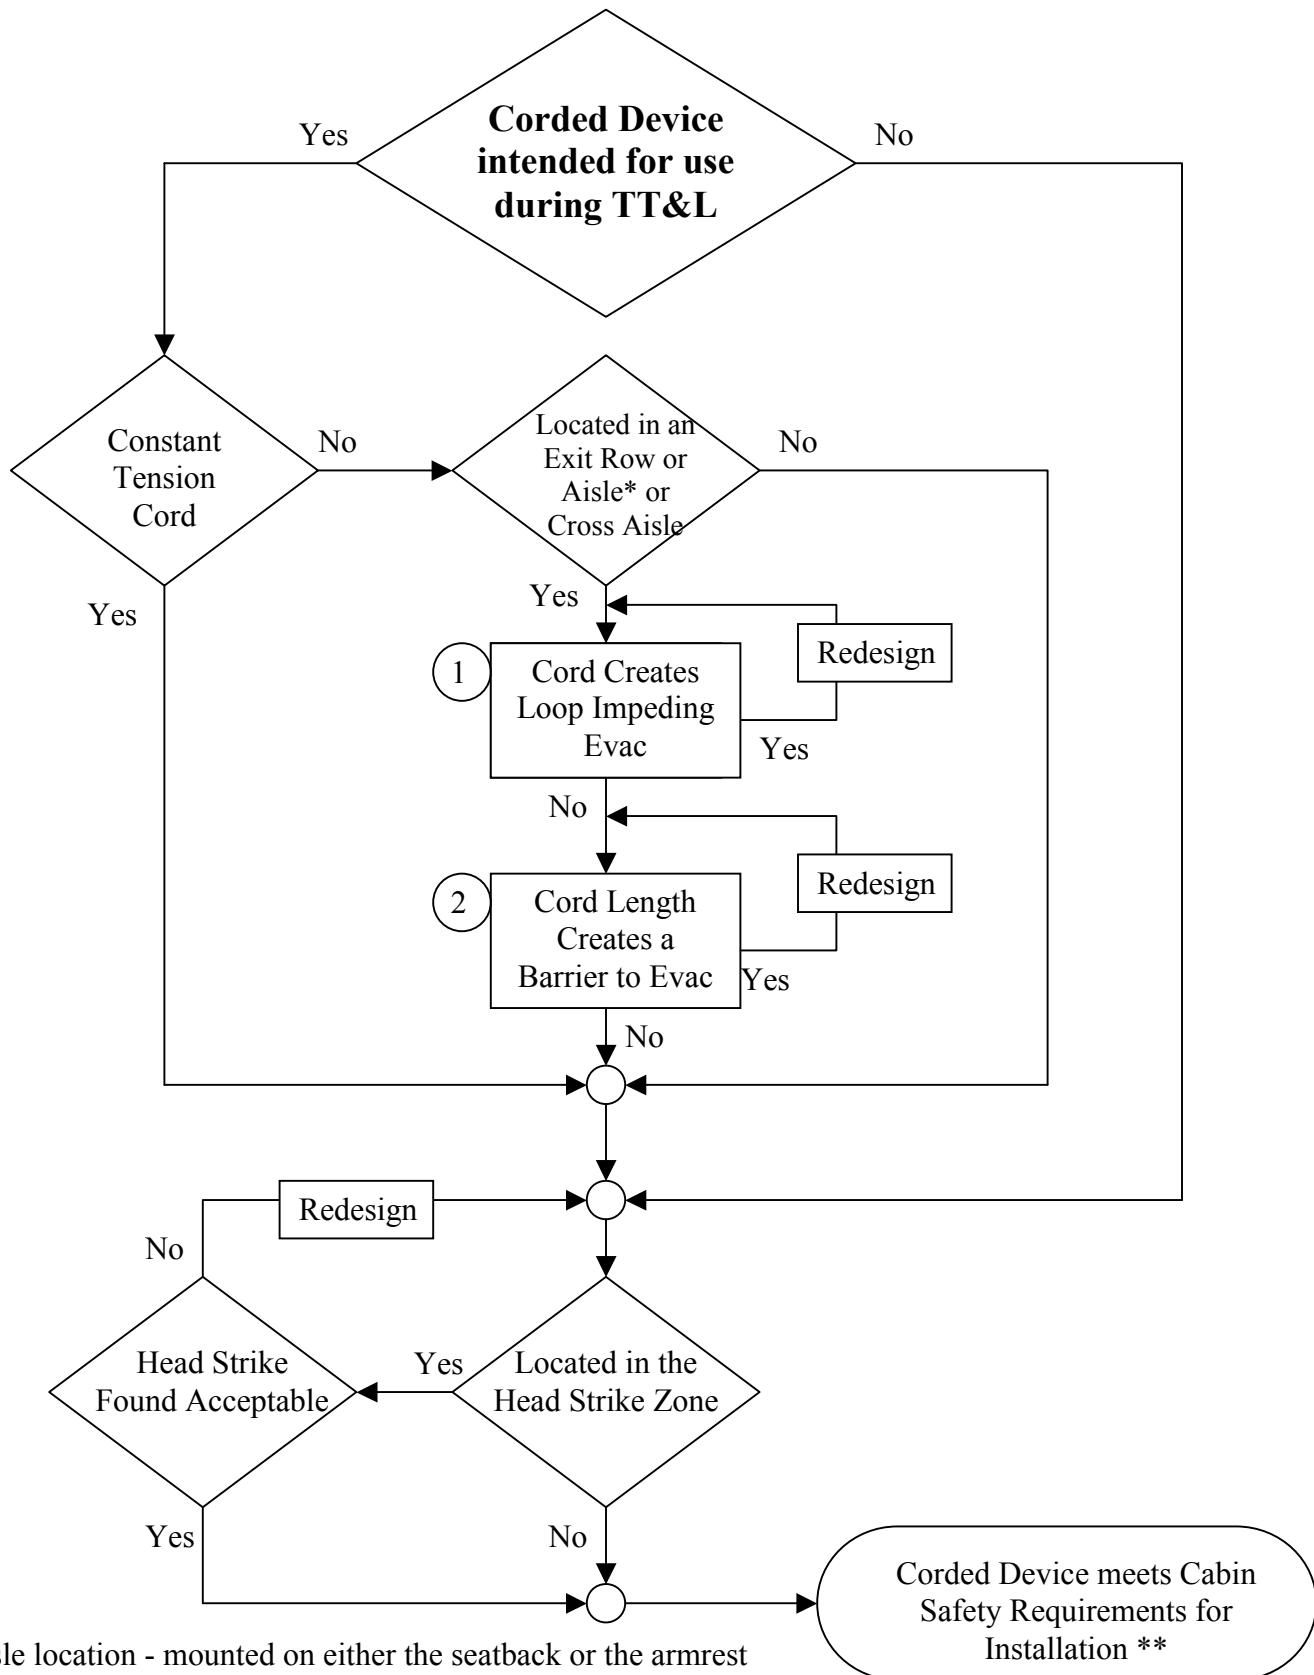 Corded Device
intended for use
during TT&L
Yes
No
Constant
Tension
Cord
No
Located in an
Exit Row or
Aisle* or
Cross Aisle
No
Yes
Yes
Redesign
1
Cord Creates
Loop Impeding
Evac
Yes
No
Redesign
2
Cord Length
Creates a
Barrier to Evac
Yes
No
Redesign
No
Head Strike
Found Acceptable
Yes
Located in the
Head Strike Zone
Yes
No
Corded Device meets Cabin
Safety Requirements for
Installation **
location - mounted on either the seatback or the armrest